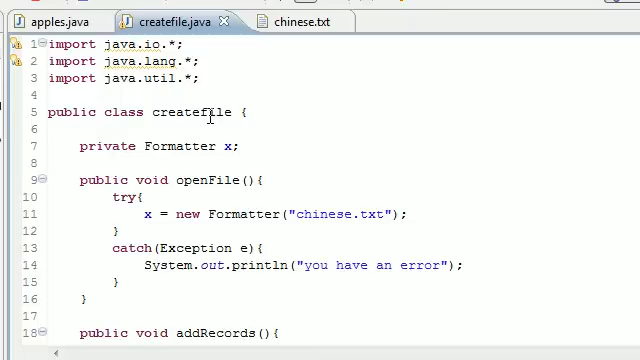 apples.java createfile.java chinese.txt
1 import java.io.*;
2 import java.lang.*;
3 import java.util.*;
4
5 public class createfile {
6
7 private Formatter x;
8
9 public void openFile(){
10 try{
11 x = new Formatter("chinese.txt");
12 }
13 catch(Exception e){
14 System.out.println("you have an error");
15 }
16 }
17
18 public void addRecords(){